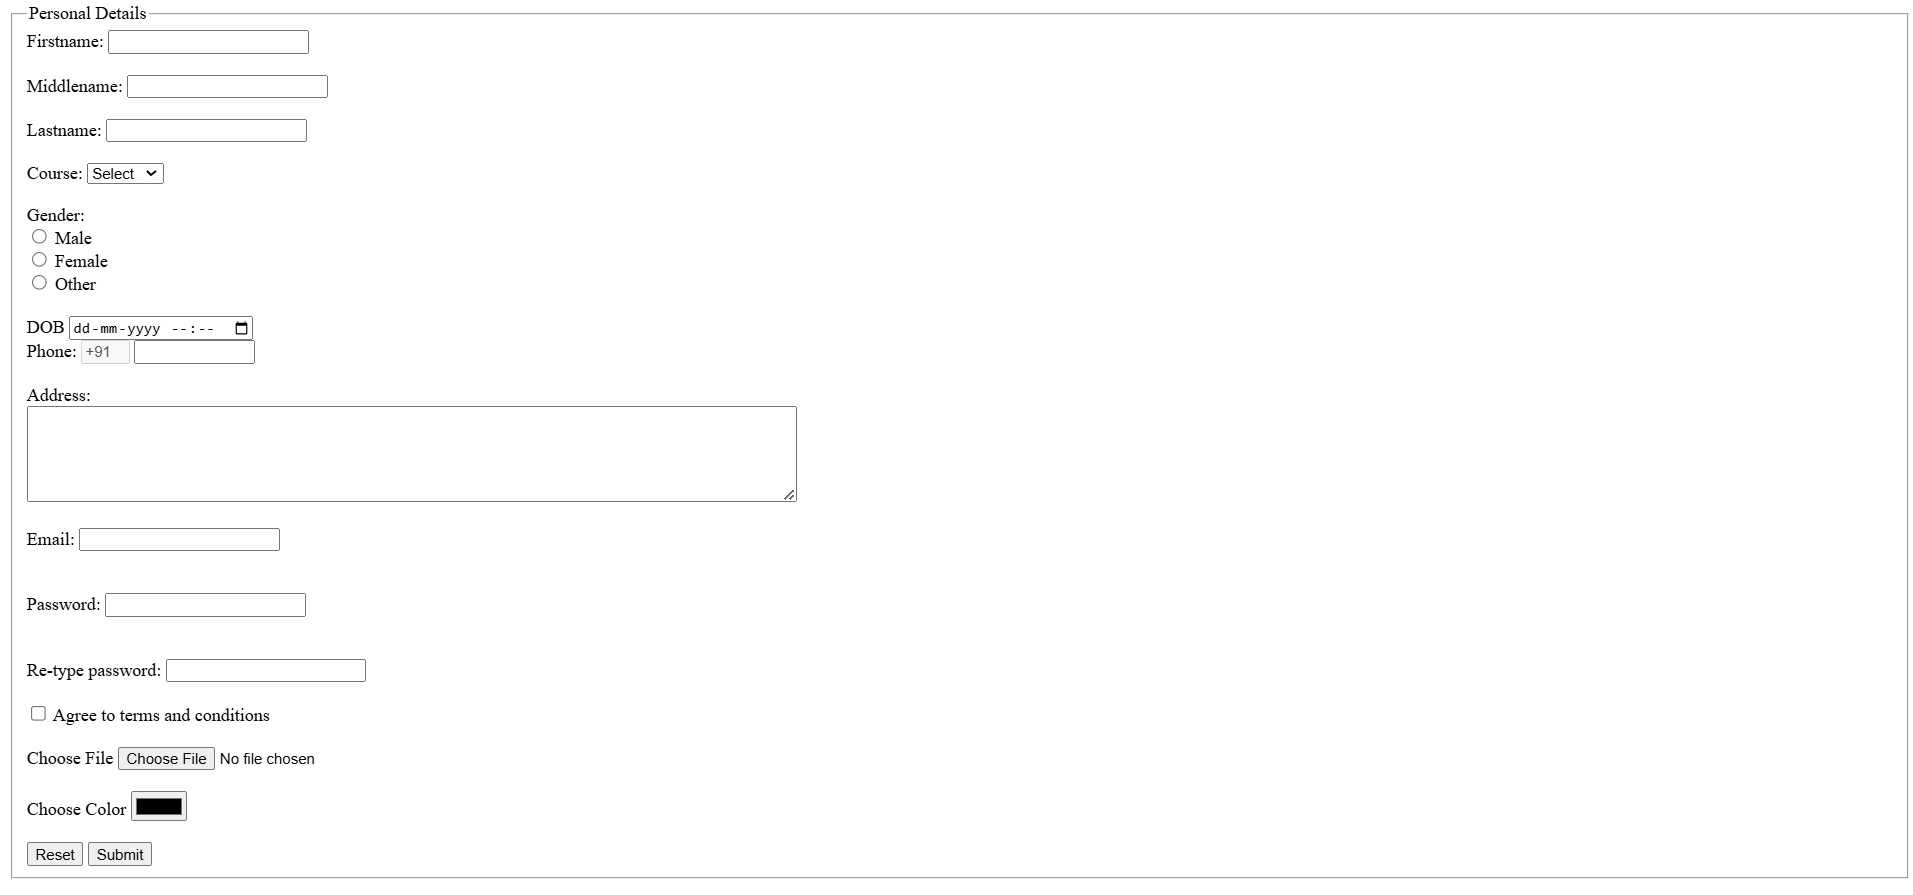 Personal Details
Firstname:
Middlename:
Lastname:
Course: Select
Gender:
Male
Female
Other
DOB dd-mm-yyyy --:--
Phone: +91
Address:
Email:
Password:
Re-type password:
Agree to terms and conditions
Choose File Choose File No file chosen
Choose Color
Reset Submit